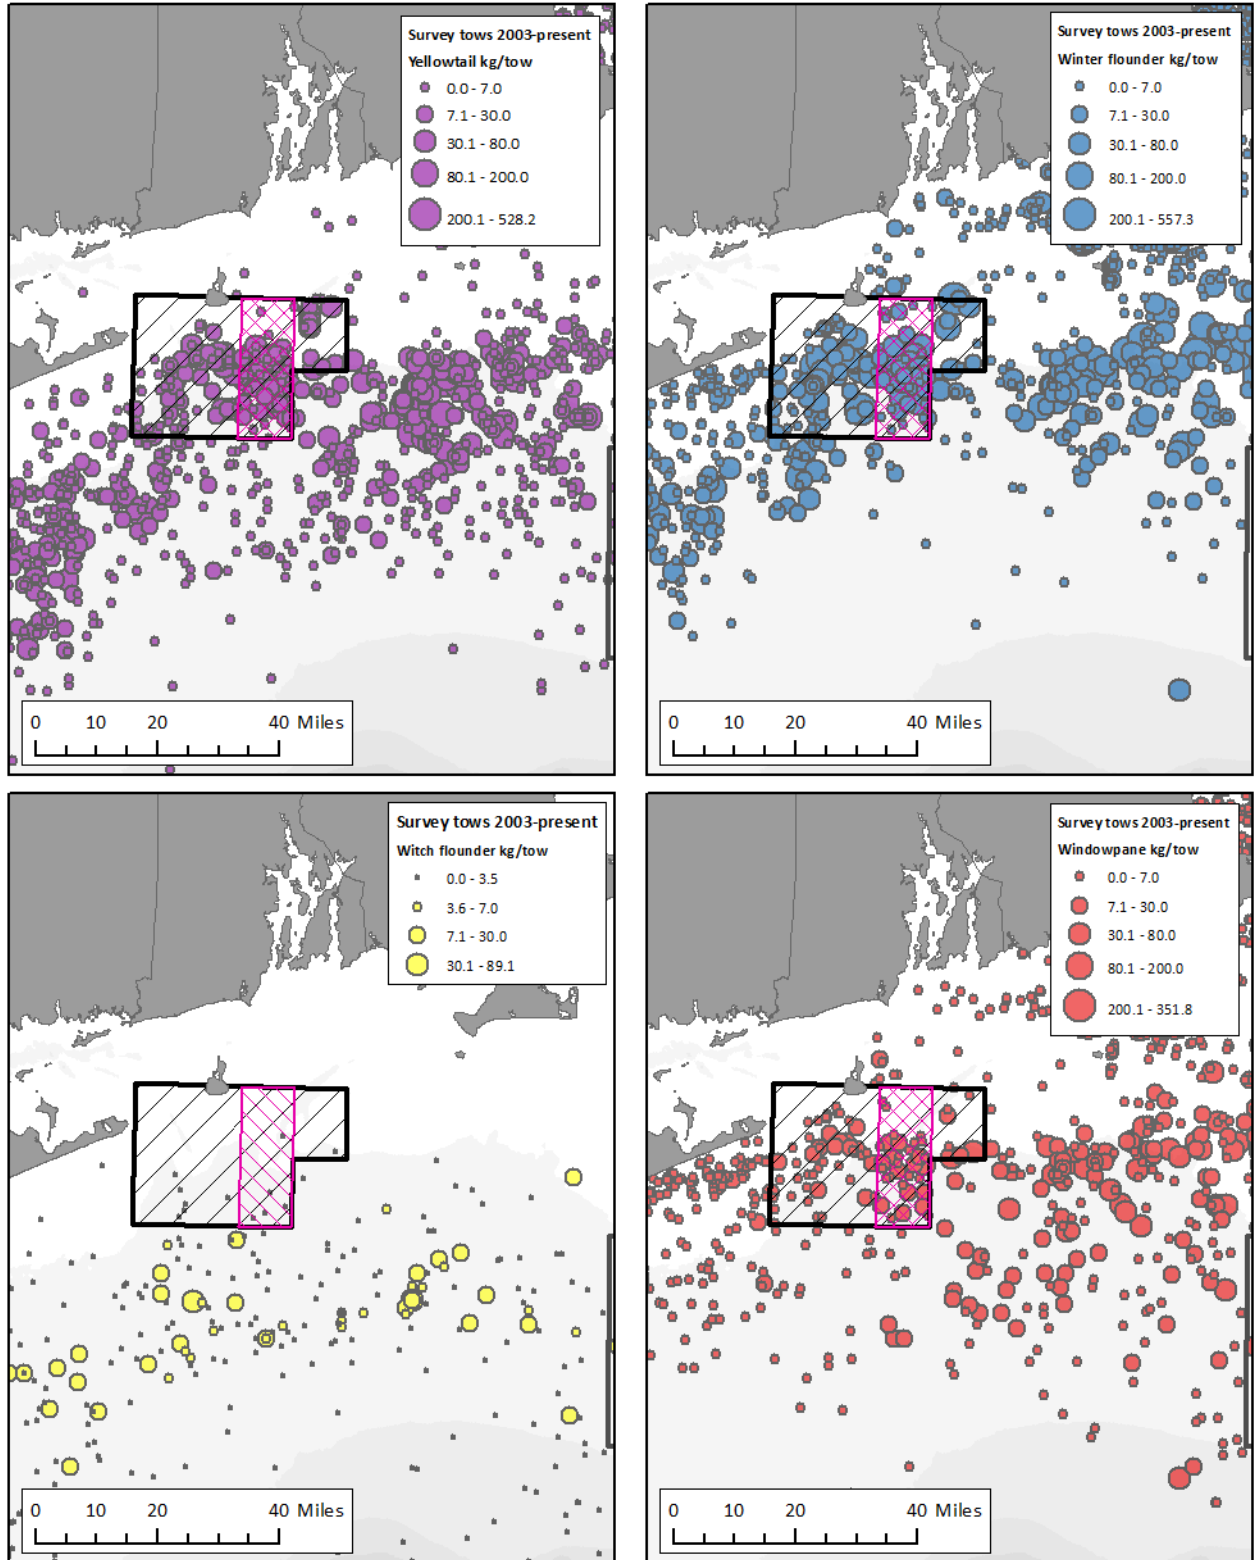 Survey tows 2003-present
Yellowtail kg/tow
0.0 - 7.0
7.1 - 30.0
30.1 - 80.0
80.1 - 200.0
200.1 - 528.2
0 10 20 40 Miles
Survey tows 2003-present
Winter flounder kg/tow
0.0 - 7.0
7.1 - 30.0
30.1 - 80.0
80.1 - 200.0
200.1 - 557.3
0 10 20 40 Miles
Survey tows 2003-present
Witch flounder kg/tow
0.0 - 3.5
3.6 - 7.0
7.1 - 30.0
30.1 - 89.1
0 10 20 40 Miles
Survey tows 2003-present
Windowpane kg/tow
0.0 - 7.0
7.1 - 30.0
30.1 - 80.0
80.1 - 200.0
200.1 - 351.8
0 10 20 40 Miles